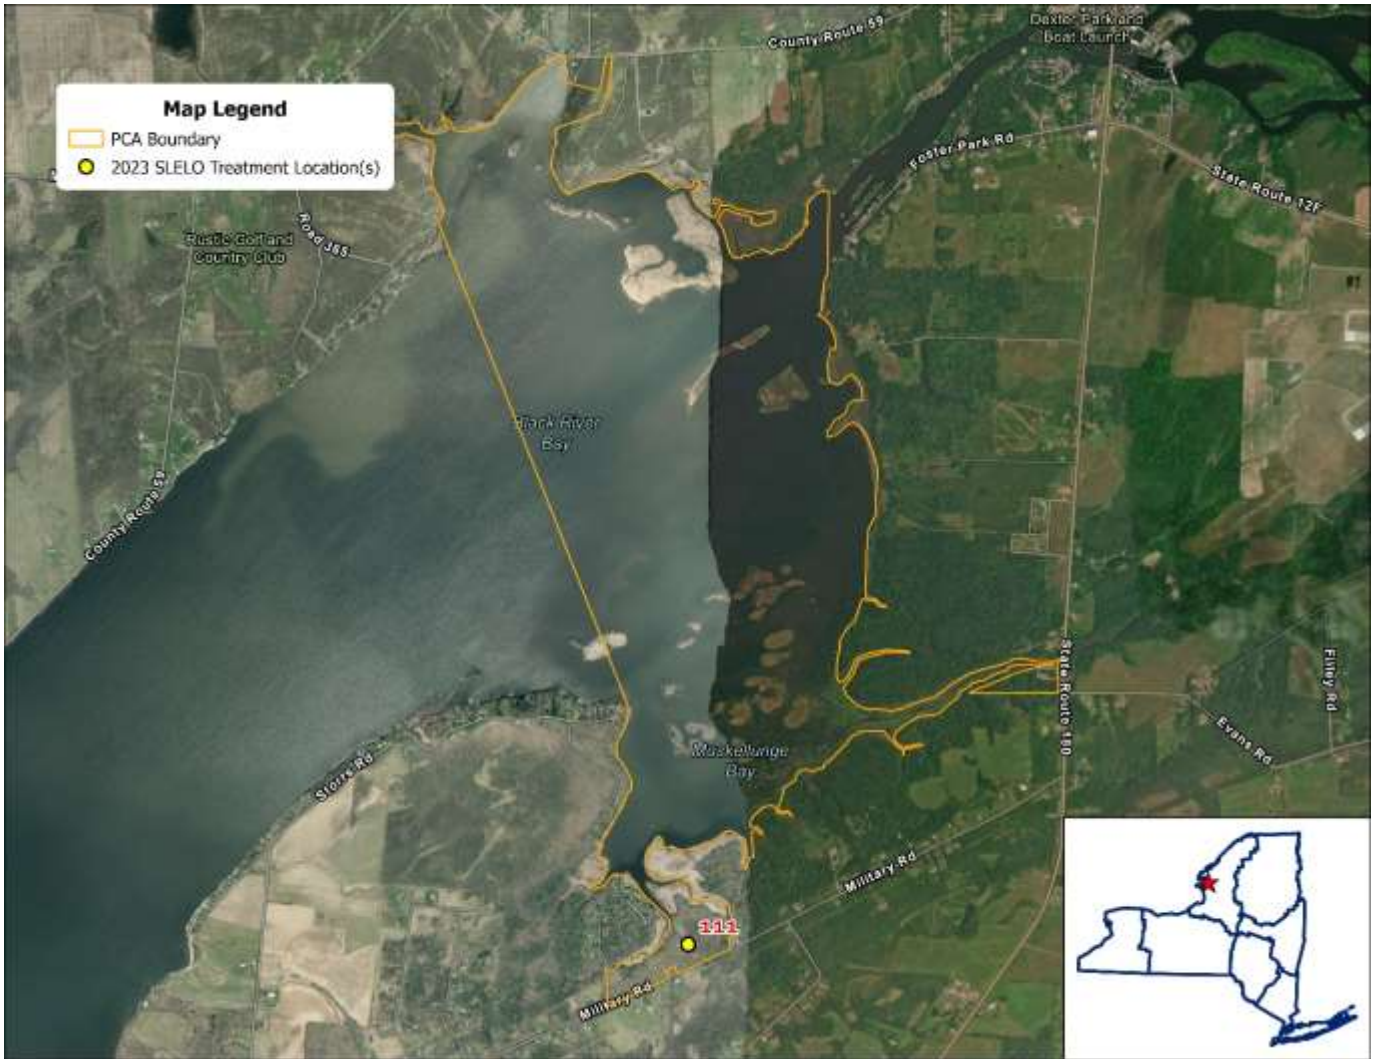 County Route 59
Dexter Park and
Boat Launch
Map Legend
PCA Boundary
2023 SLELO Treatment Location(s)
Foster Park Rd
State Route 12F
Road 365
Rustic Golf and
Country Club
Black River
Bay
County Route 59
State Route 180
Finley Rd
Evans Rd
Muskellunge
Bay
Storrs Rd
Military Rd
111
Military Rd